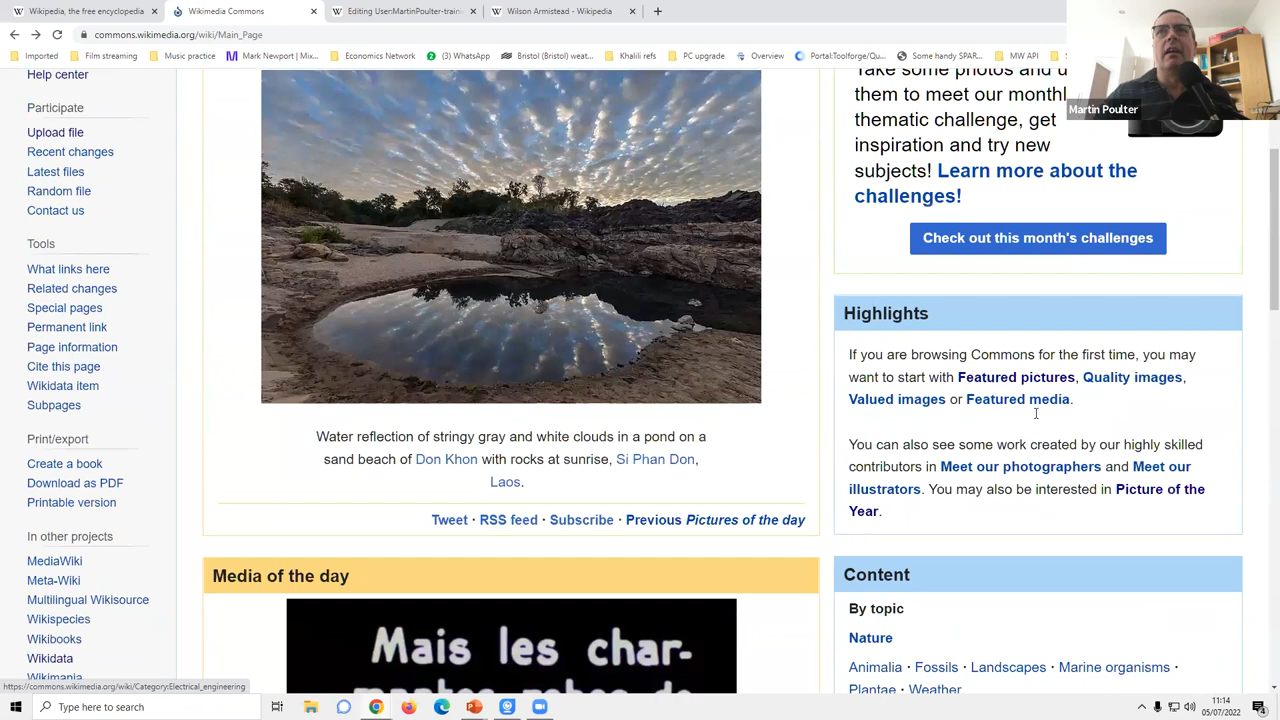 Wikipedia, the free encyclopedia
Wikimedia Commons
Editing User:MartinPoulter-train
Wilson Armistead - Wikipedia
commons.wikimedia.org/wiki/Main_Page
Imported
Film streaming
Music practice
Mark Newport | Mix...
Economics Network
(3) WhatsApp
Bristol (Bristol) weat...
Khalili refs
PC upgrade
Overview
Portal:Toolforge/Qu...
Some handy SPAR...
MW API
Martin Poulter
Help center
Participate
Upload file
Recent changes
Latest files
Random file
Contact us
Tools
What links here
Related changes
Special pages
Permanent link
Page information
Cite this page
Wikidata item
Subpages
Print/export
Create a book
Download as PDF
Printable version
In other projects
MediaWiki
Meta-Wiki
Multilingual Wikisource
Wikispecies
Wikibooks
Wikidata
Wikimania
Water reflection of stringy gray and white clouds in a pond on a
sand beach of Don Khon with rocks at sunrise, Si Phan Don,
Laos.
Tweet · RSS feed · Subscribe · Previous Pictures of the day
Media of the day
Mais les char-
mantes robes de
Take some photos and
them to meet our monthl
thematic challenge, get
inspiration and try new
subjects! Learn more about the
challenges!
Check out this month's challenges
Highlights
If you are browsing Commons for the first time, you may
want to start with Featured pictures, Quality images,
Valued images or Featured media.
You can also see some work created by our highly skilled
contributors in Meet our photographers and Meet our
illustrators. You may also be interested in Picture of the
Year.
Content
By topic
Nature
Animalia · Fossils · Landscapes · Marine organisms ·
Plantae · Weather
https://commons.wikimedia.org/wiki/Category:Electrical_engineering
Type here to search
11:14
05/07/2022
4